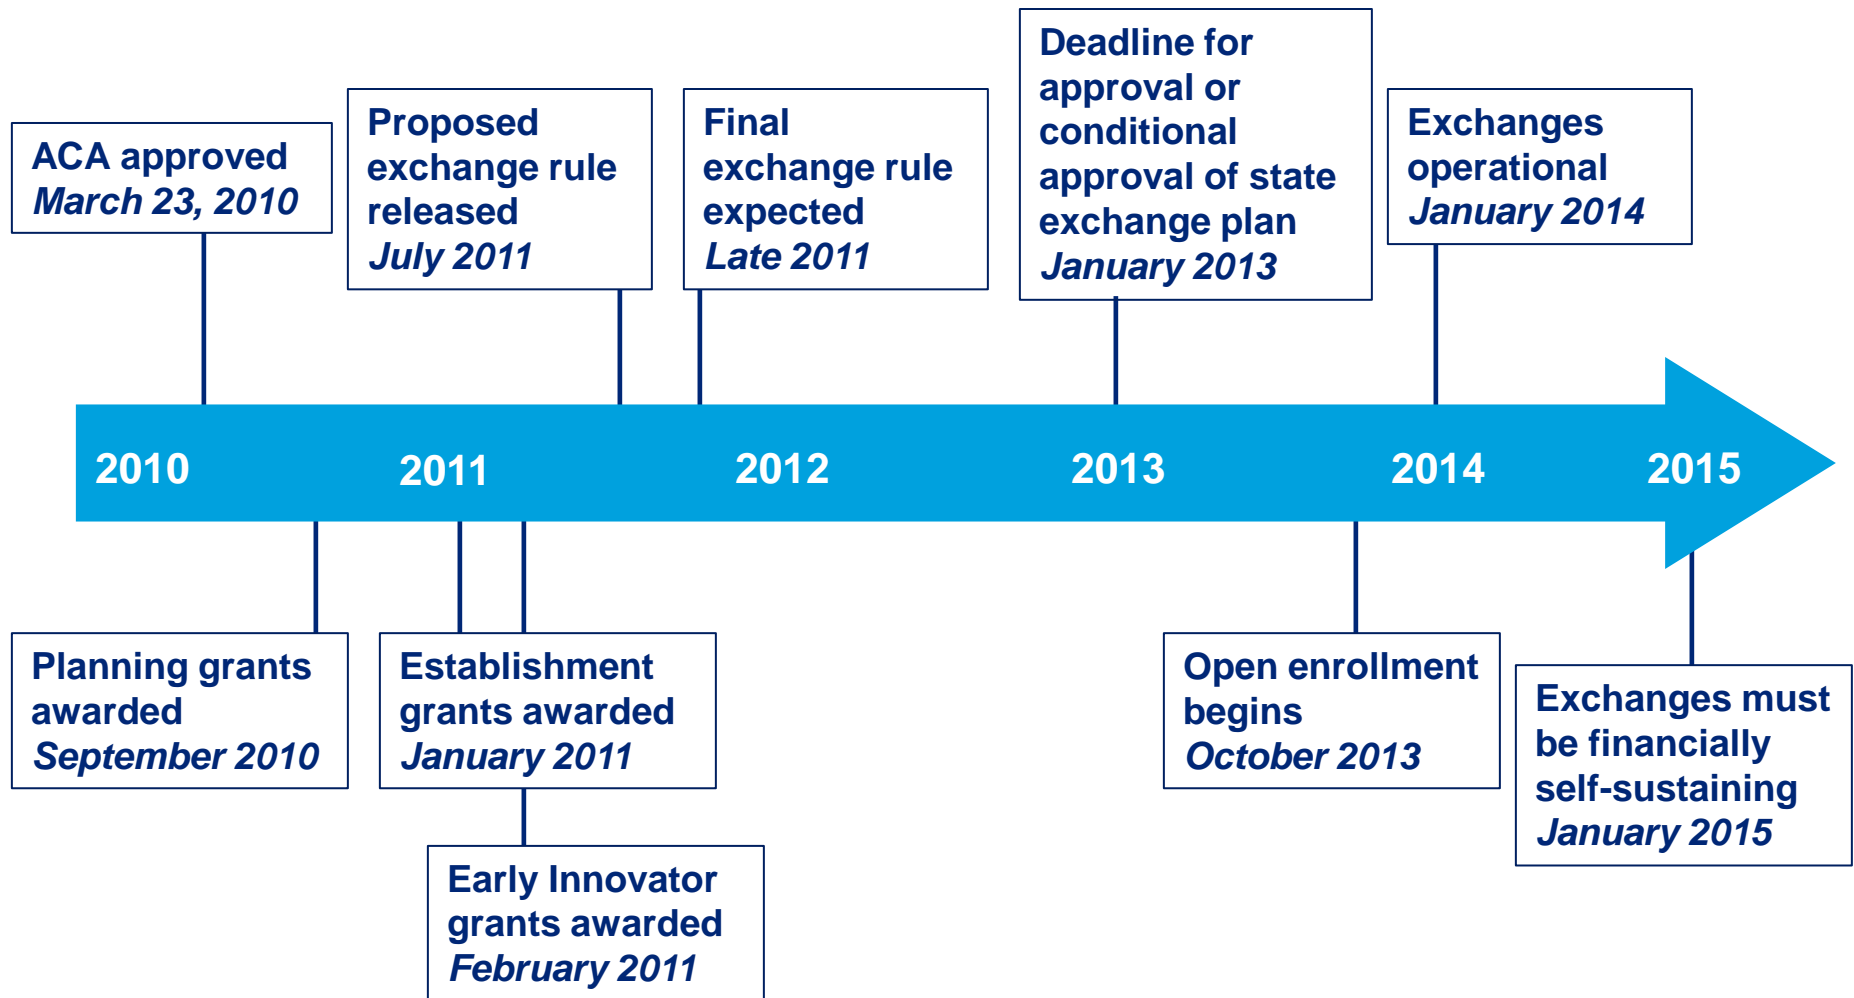 ACA approved
March 23, 2010
Proposed
exchange rule
released
July 2011
Final
exchange rule
expected
Late 2011
Deadline for
approval or
conditional
approval of state
exchange plan
January 2013
Exchanges
operational
January 2014
2010
2011
2012
2013
2014
2015
Planning grants
awarded
September 2010
Establishment
grants awarded
January 2011
Early Innovator
grants awarded
February 2011
Open enrollment
begins
October 2013
Exchanges must
be financially
self-sustaining
January 2015